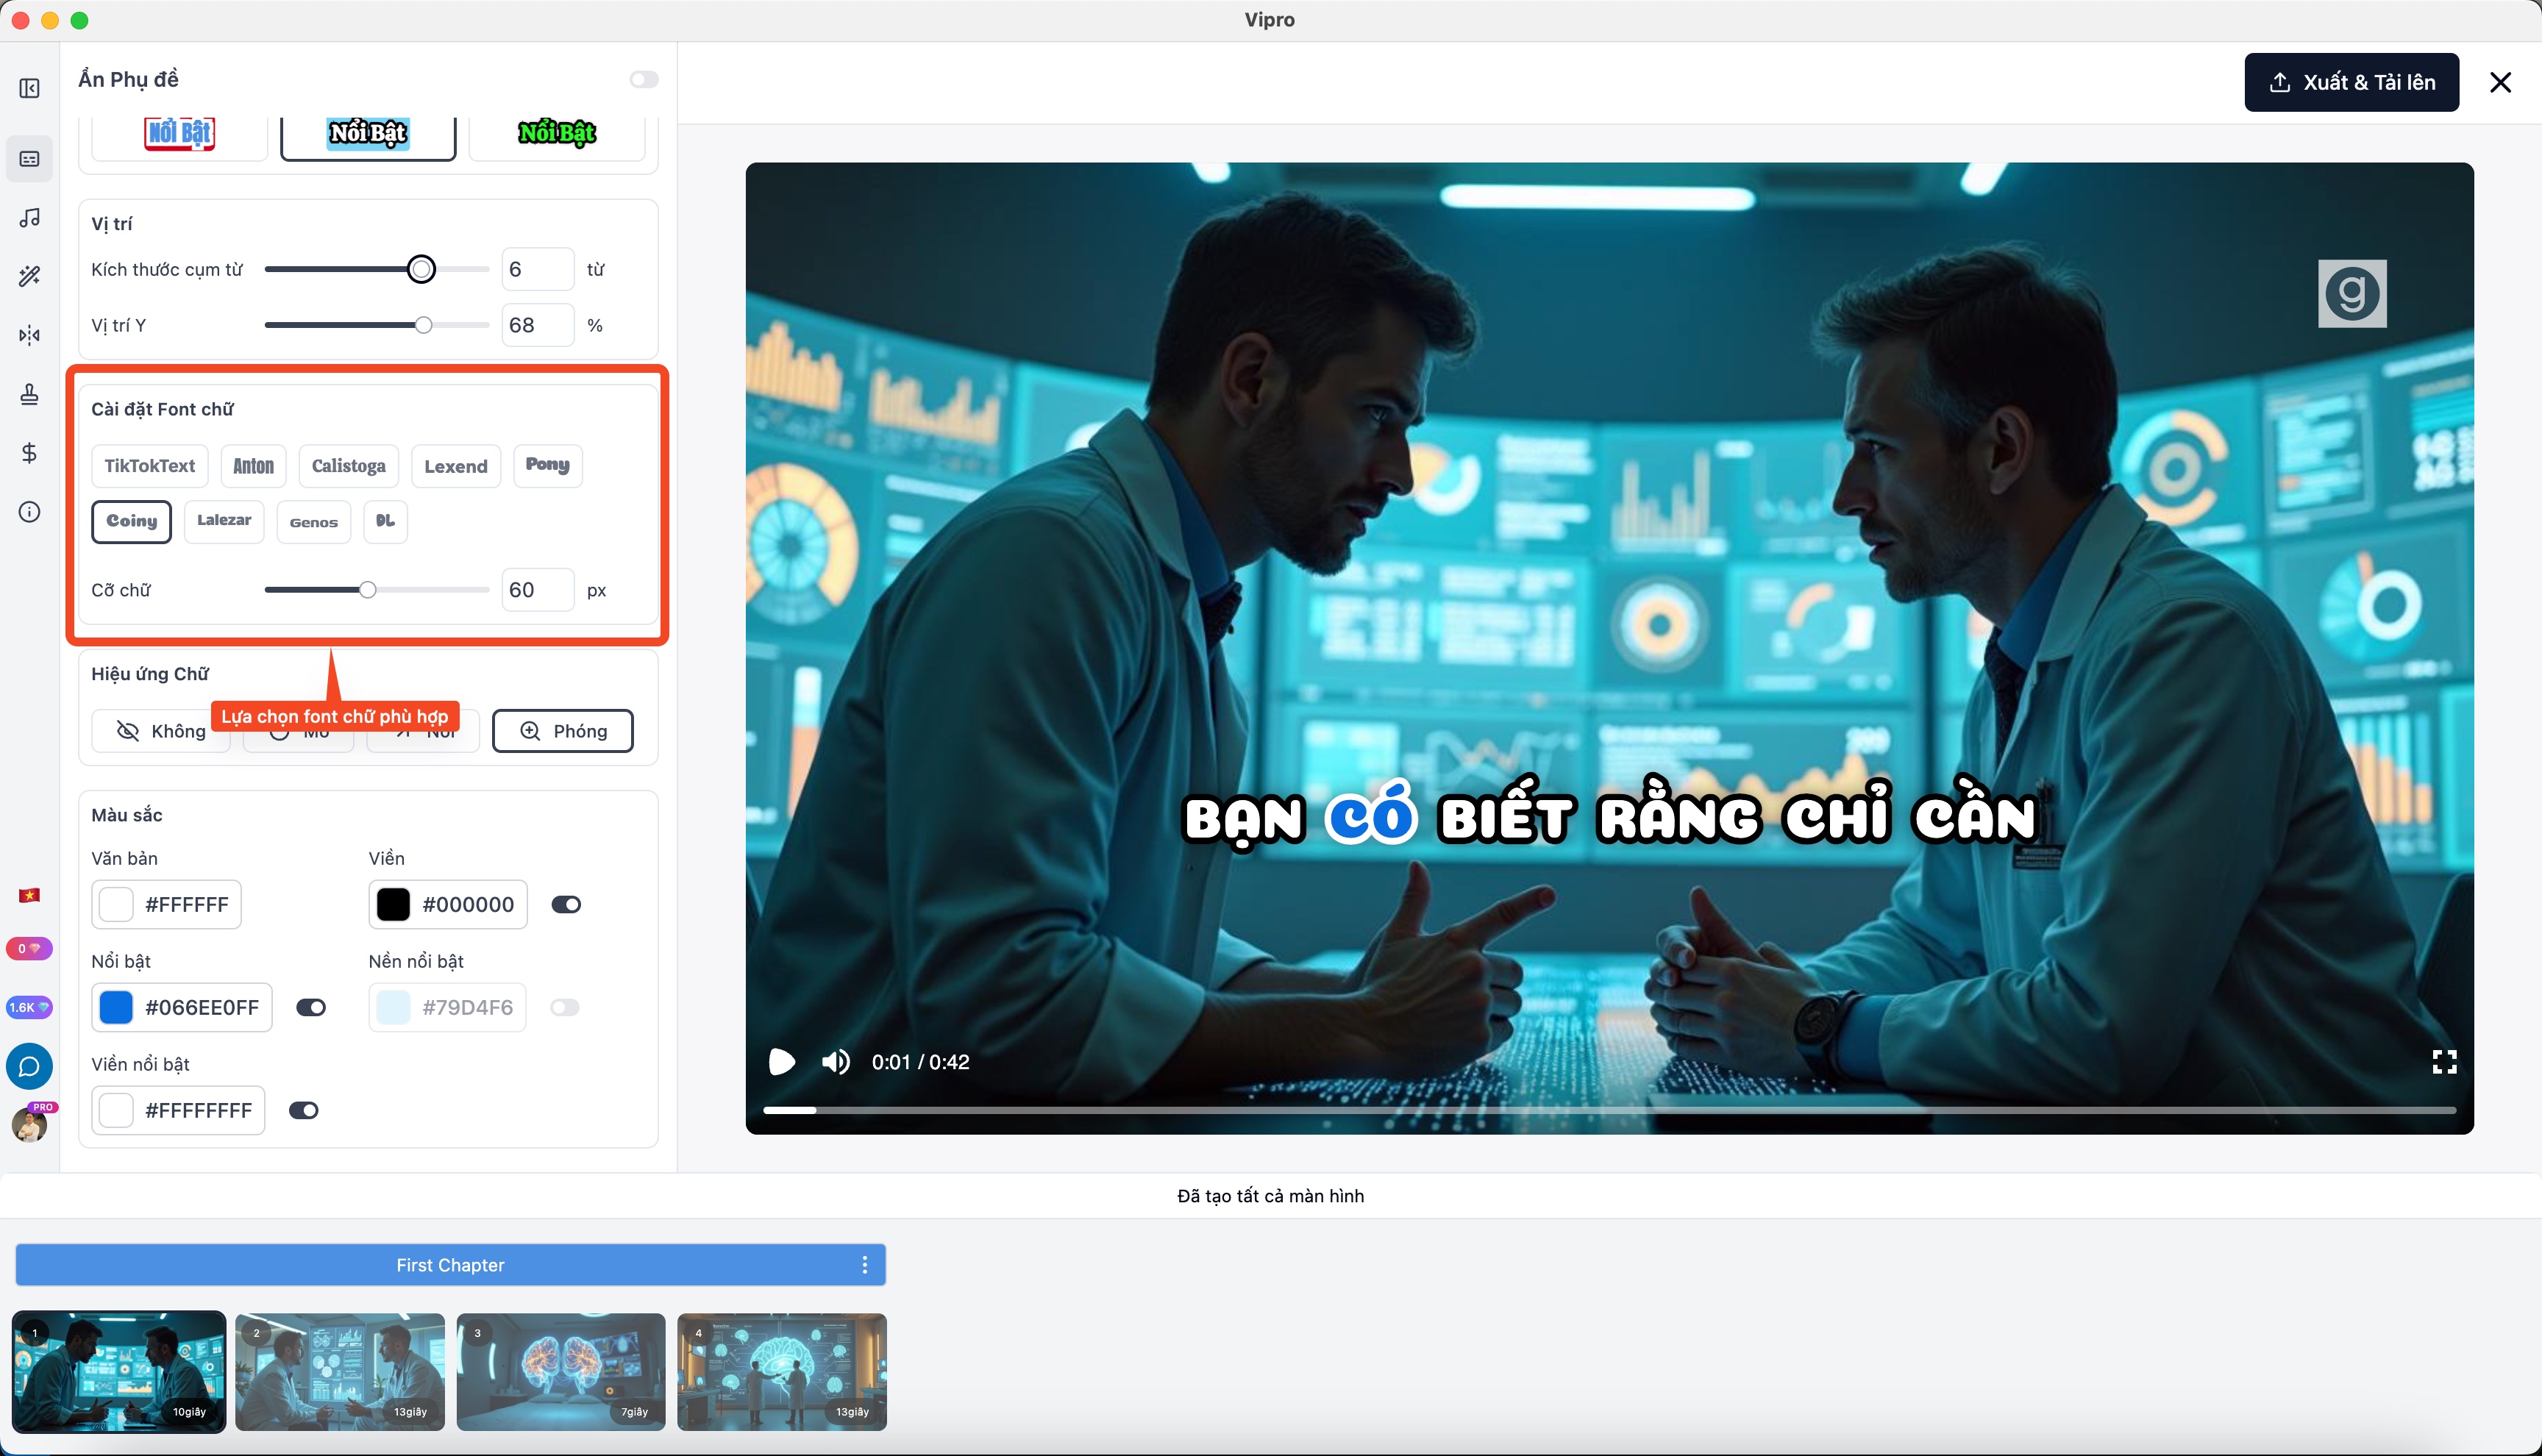 Vipro
Ẩn Phụ đề
Xuất & Tải lên
Nổi Bật Nổi Bật Nổi Bật
Vị trí
Kích thước cụm từ 6 từ
Vị trí Y 68 %
Cài đặt Font chữ
TikTokText Anton Calistoga Lexend Pony
Coiny Lalezar Genos DL
Cỡ chữ 60 px
Hiệu ứng Chữ
Lựa chọn font chữ phù hợp
Không Phóng
Màu sắc
Văn bản Viền
#FFFFFF #000000
Nổi bật Nền nổi bật
#066EE0FF #79D4F6
Viền nổi bật
#FFFFFFFF
0
1.6K
PRO
g
BẠN CÓ BIẾT RẰNG CHỈ CẦN
0:01 / 0:42
Đã tạo tất cả màn hình
First Chapter
1 2 3 4
10giây 13giây 7giây 13giây